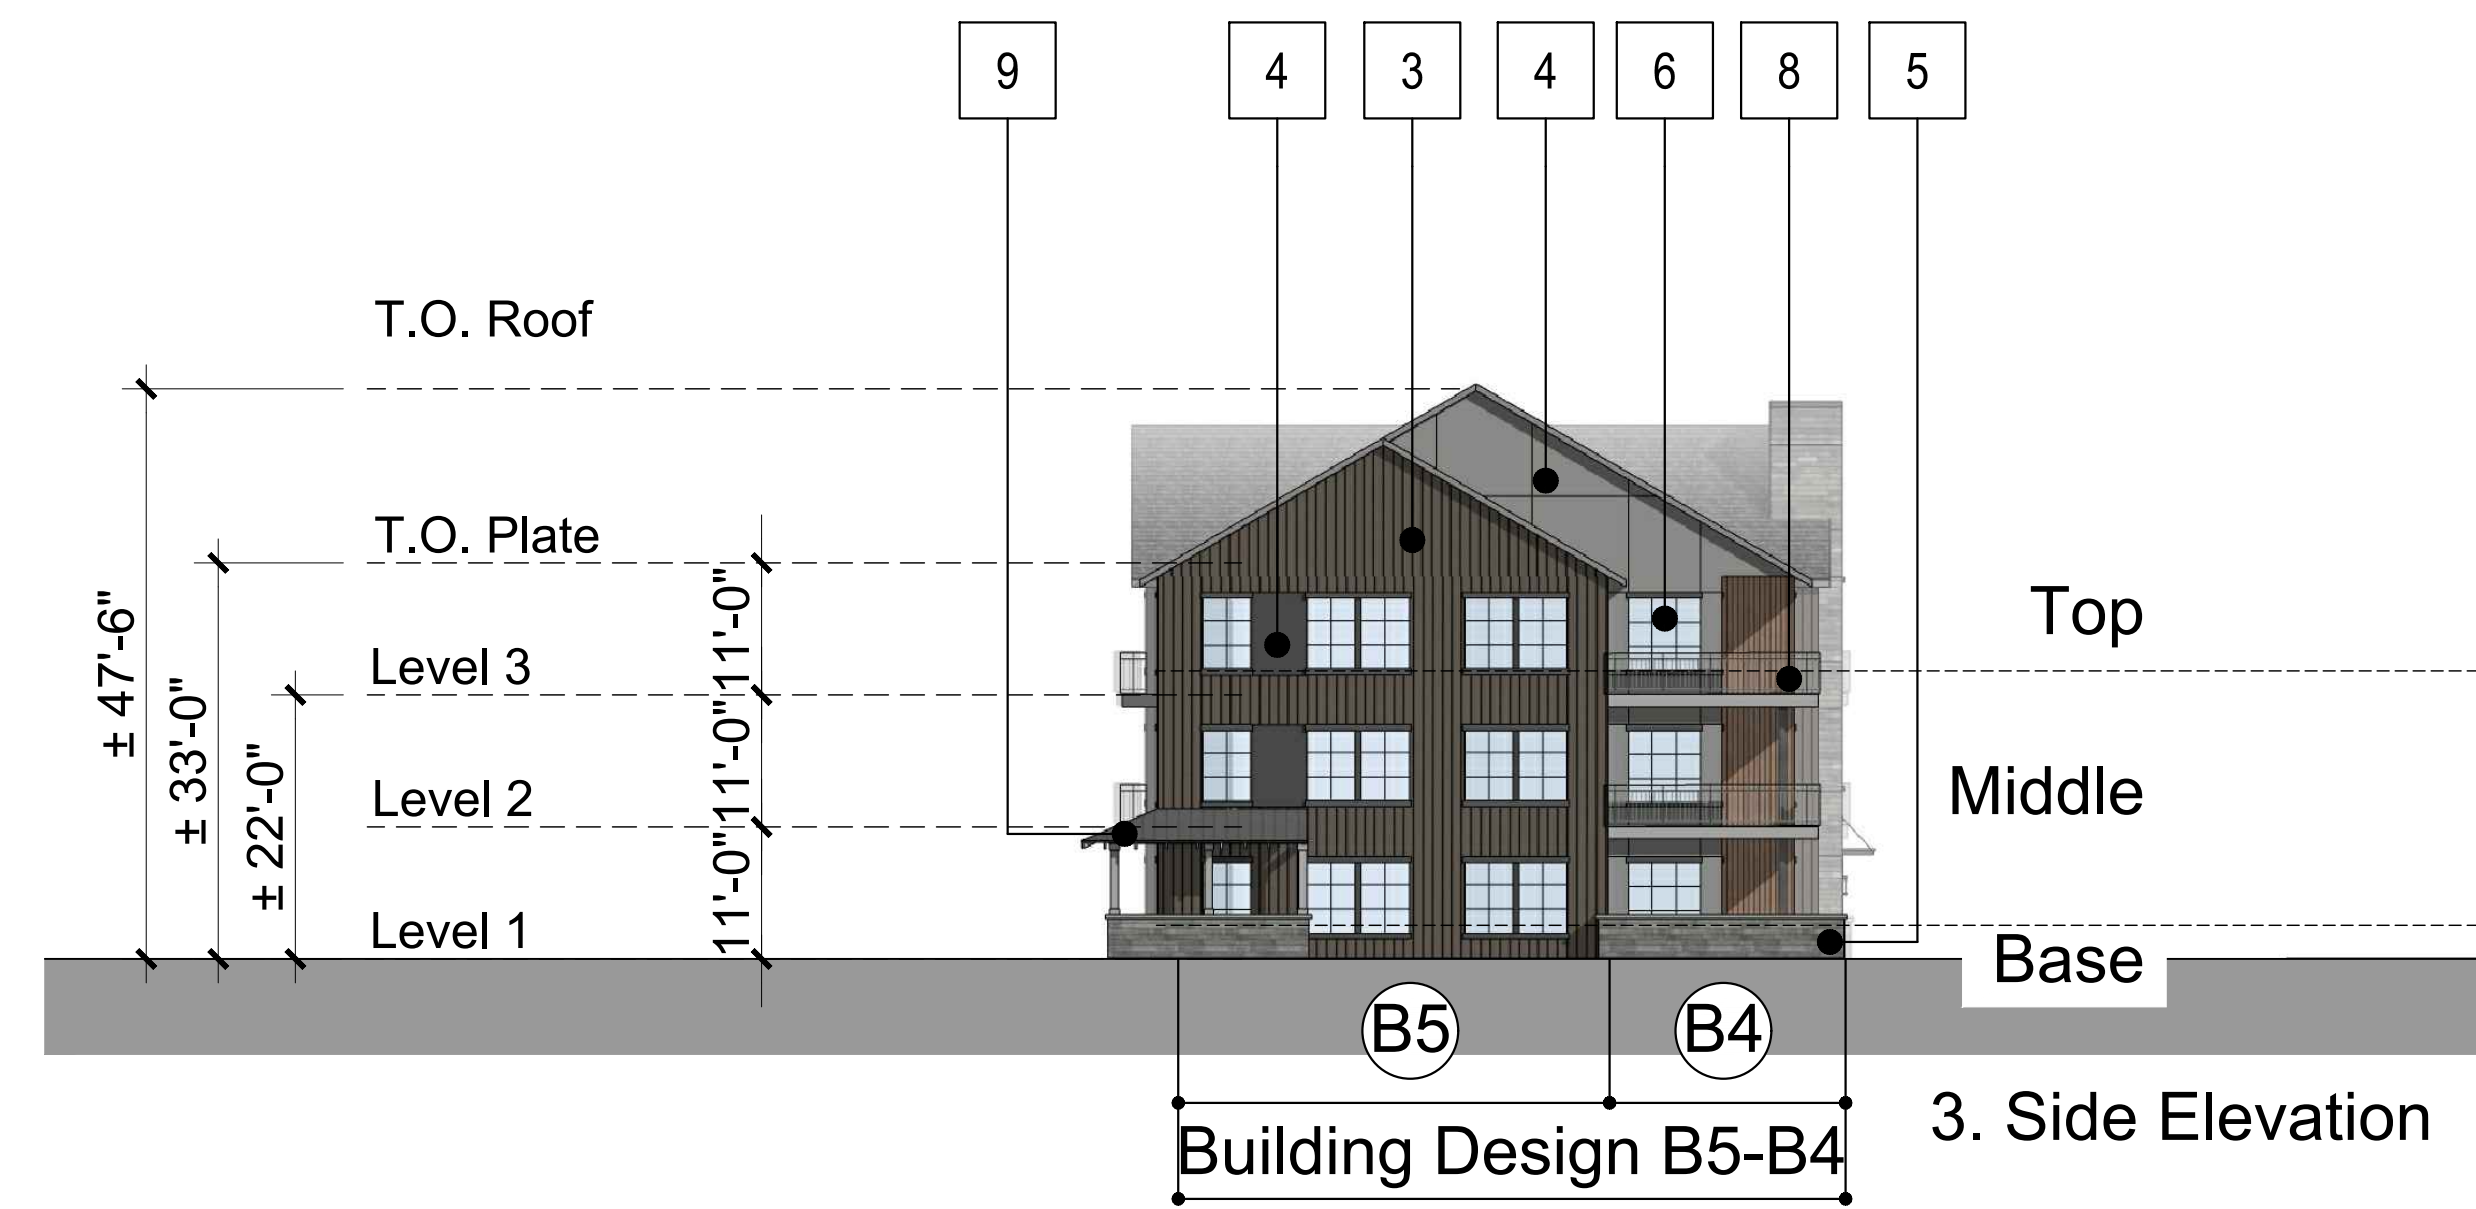 9 4 3 4 6 8 5
T.O. Roof
T.O. Plate
Level 3
Level 2
Level 1
± 47'-6"
± 33'-0"
± 22'-0"
11'-0"
11'-0"
11'-0"
Top
Middle
Base
B5 B4
Building Design B5-B4
3. Side Elevation